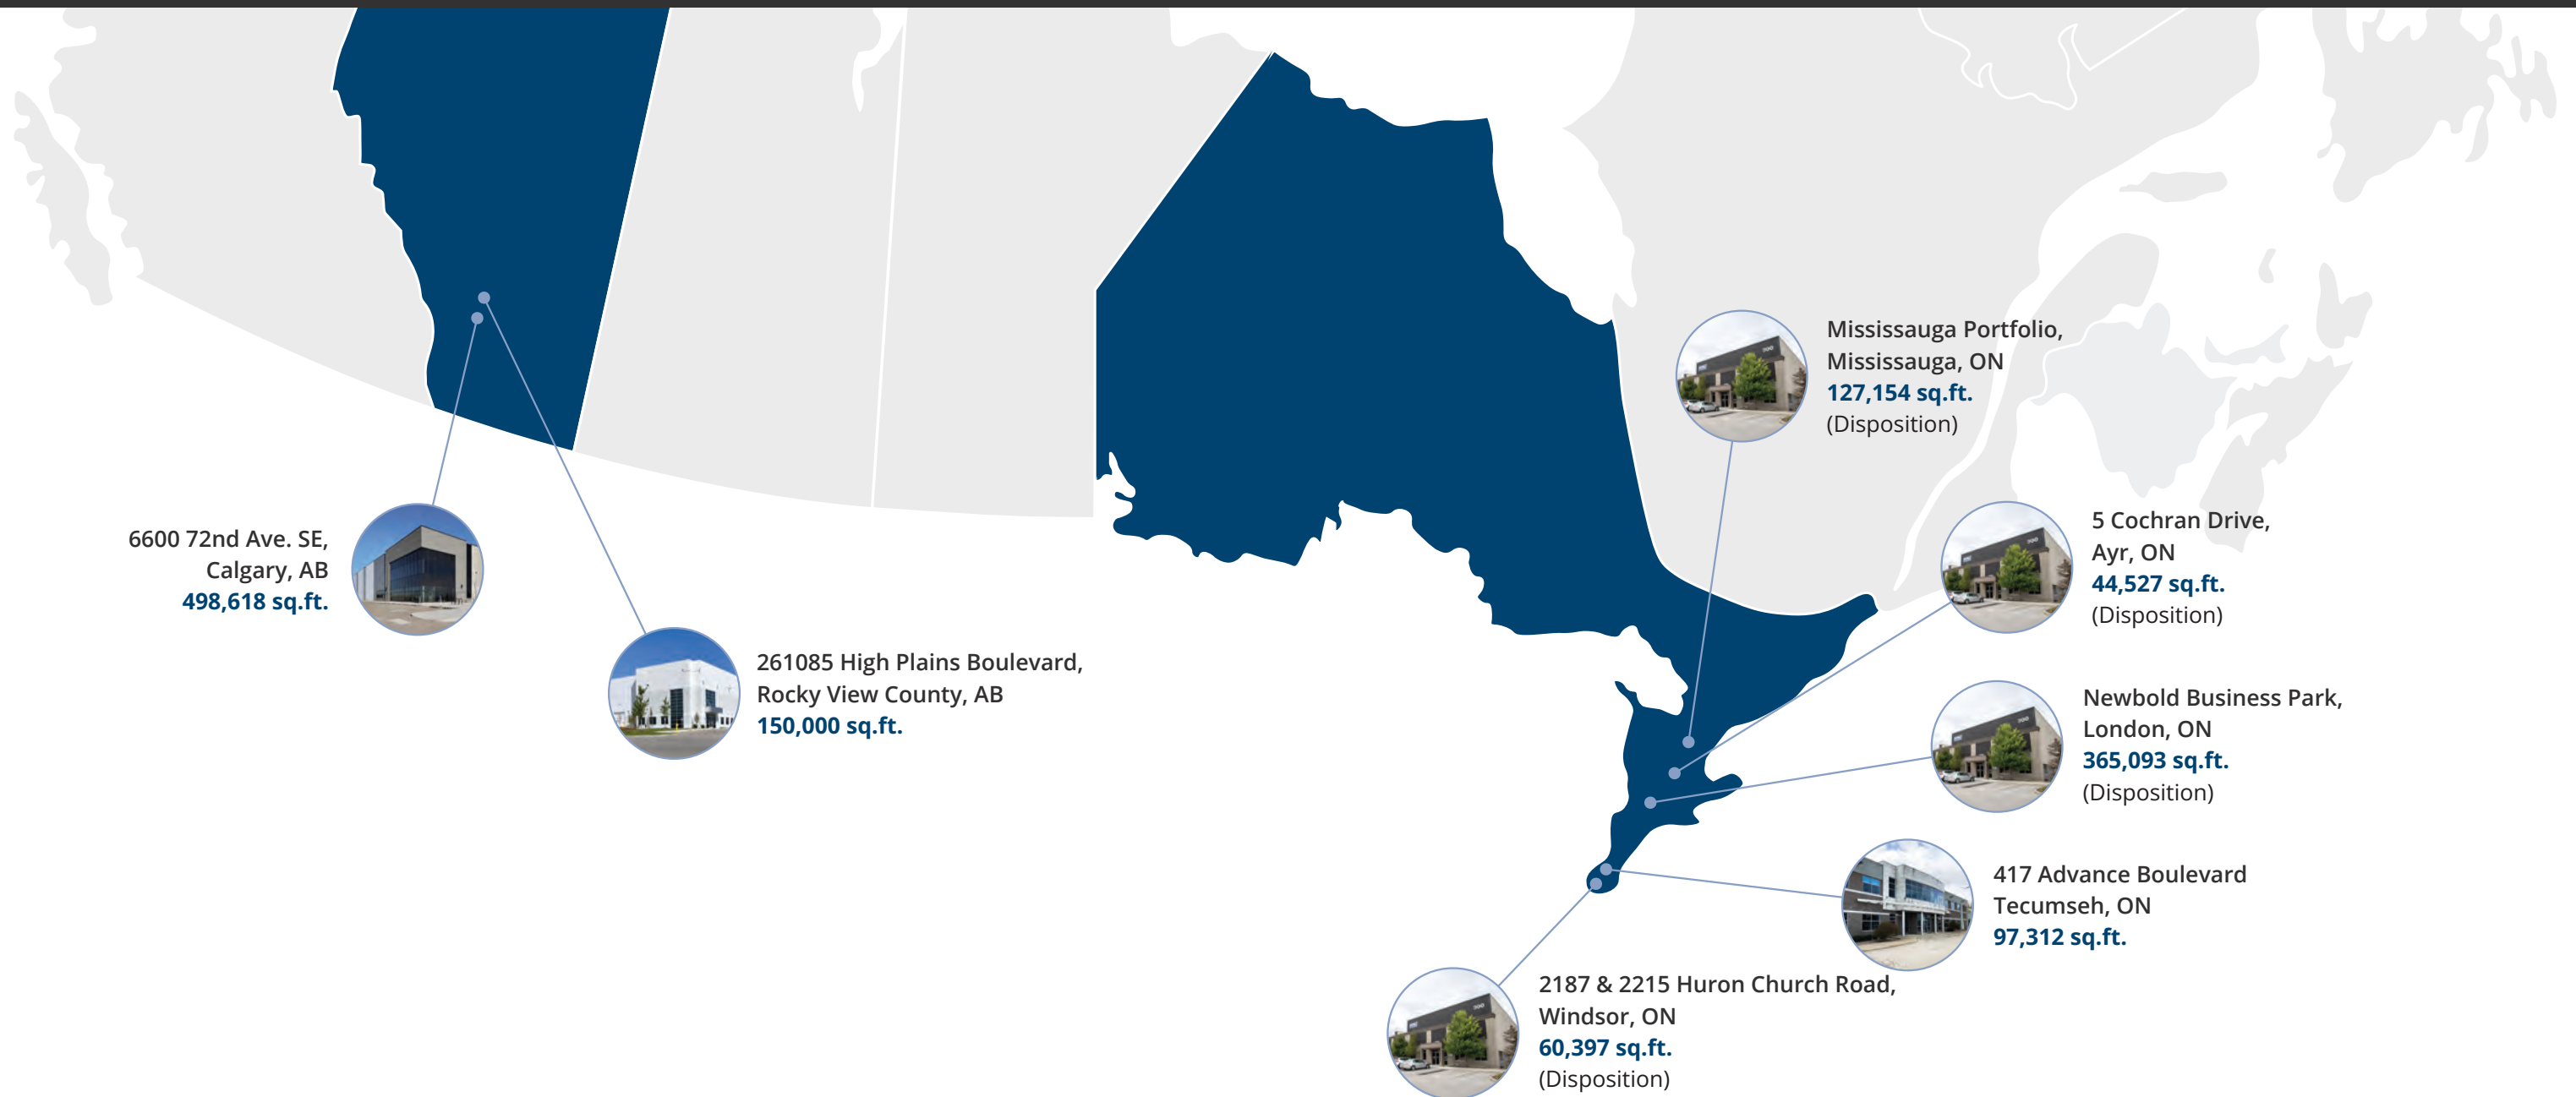 Mississauga Portfolio,
Mississauga, ON
127,154 sq.ft.
(Disposition)
5 Cochran Drive,
Ayr, ON
44,527 sq.ft.
(Disposition)
6600 72nd Ave. SE,
Calgary, AB
498,618 sq.ft.
261085 High Plains Boulevard,
Rocky View County, AB
150,000 sq.ft.
Newbold Business Park,
London, ON
365,093 sq.ft.
(Disposition)
417 Advance Boulevard
Tecumseh, ON
97,312 sq.ft.
2187 & 2215 Huron Church Road,
Windsor, ON
60,397 sq.ft.
(Disposition)